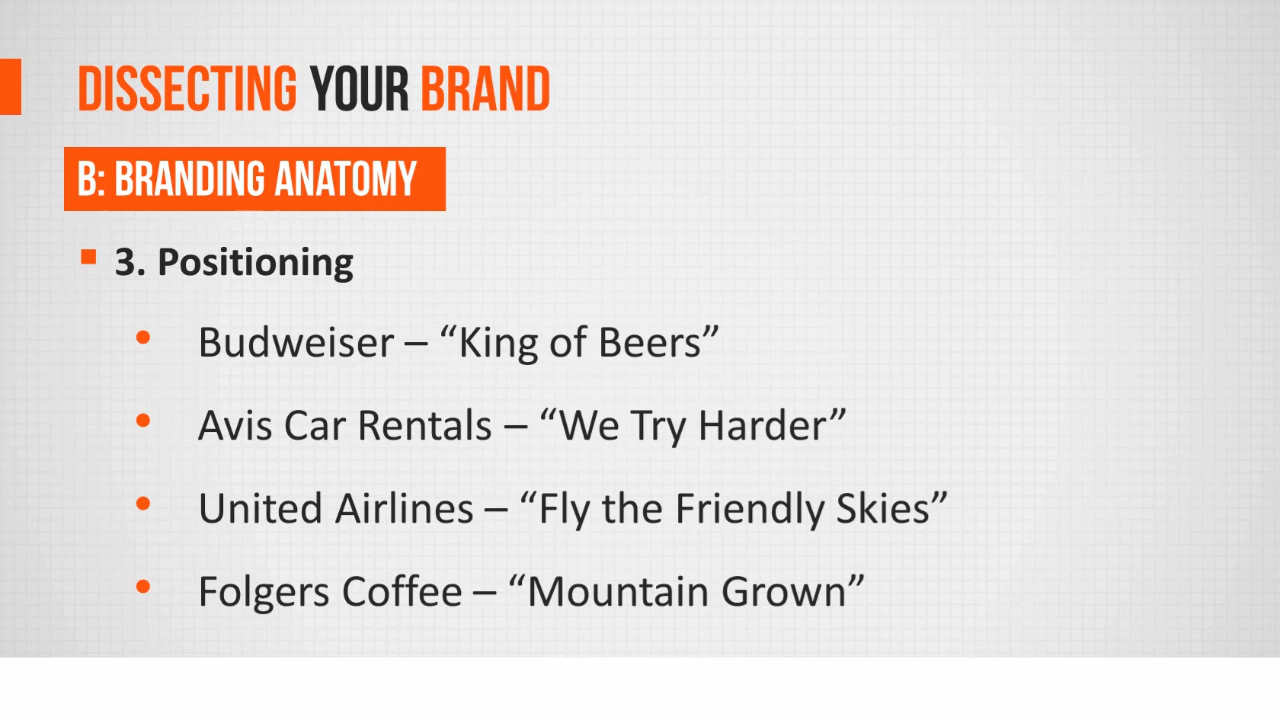 DISSECTING YOUR BRAND
B: BRANDING ANATOMY
▪ 3. Positioning
• Budweiser – “King of Beers”
• Avis Car Rentals – “We Try Harder”
• United Airlines – “Fly the Friendly Skies”
• Folgers Coffee – “Mountain Grown”